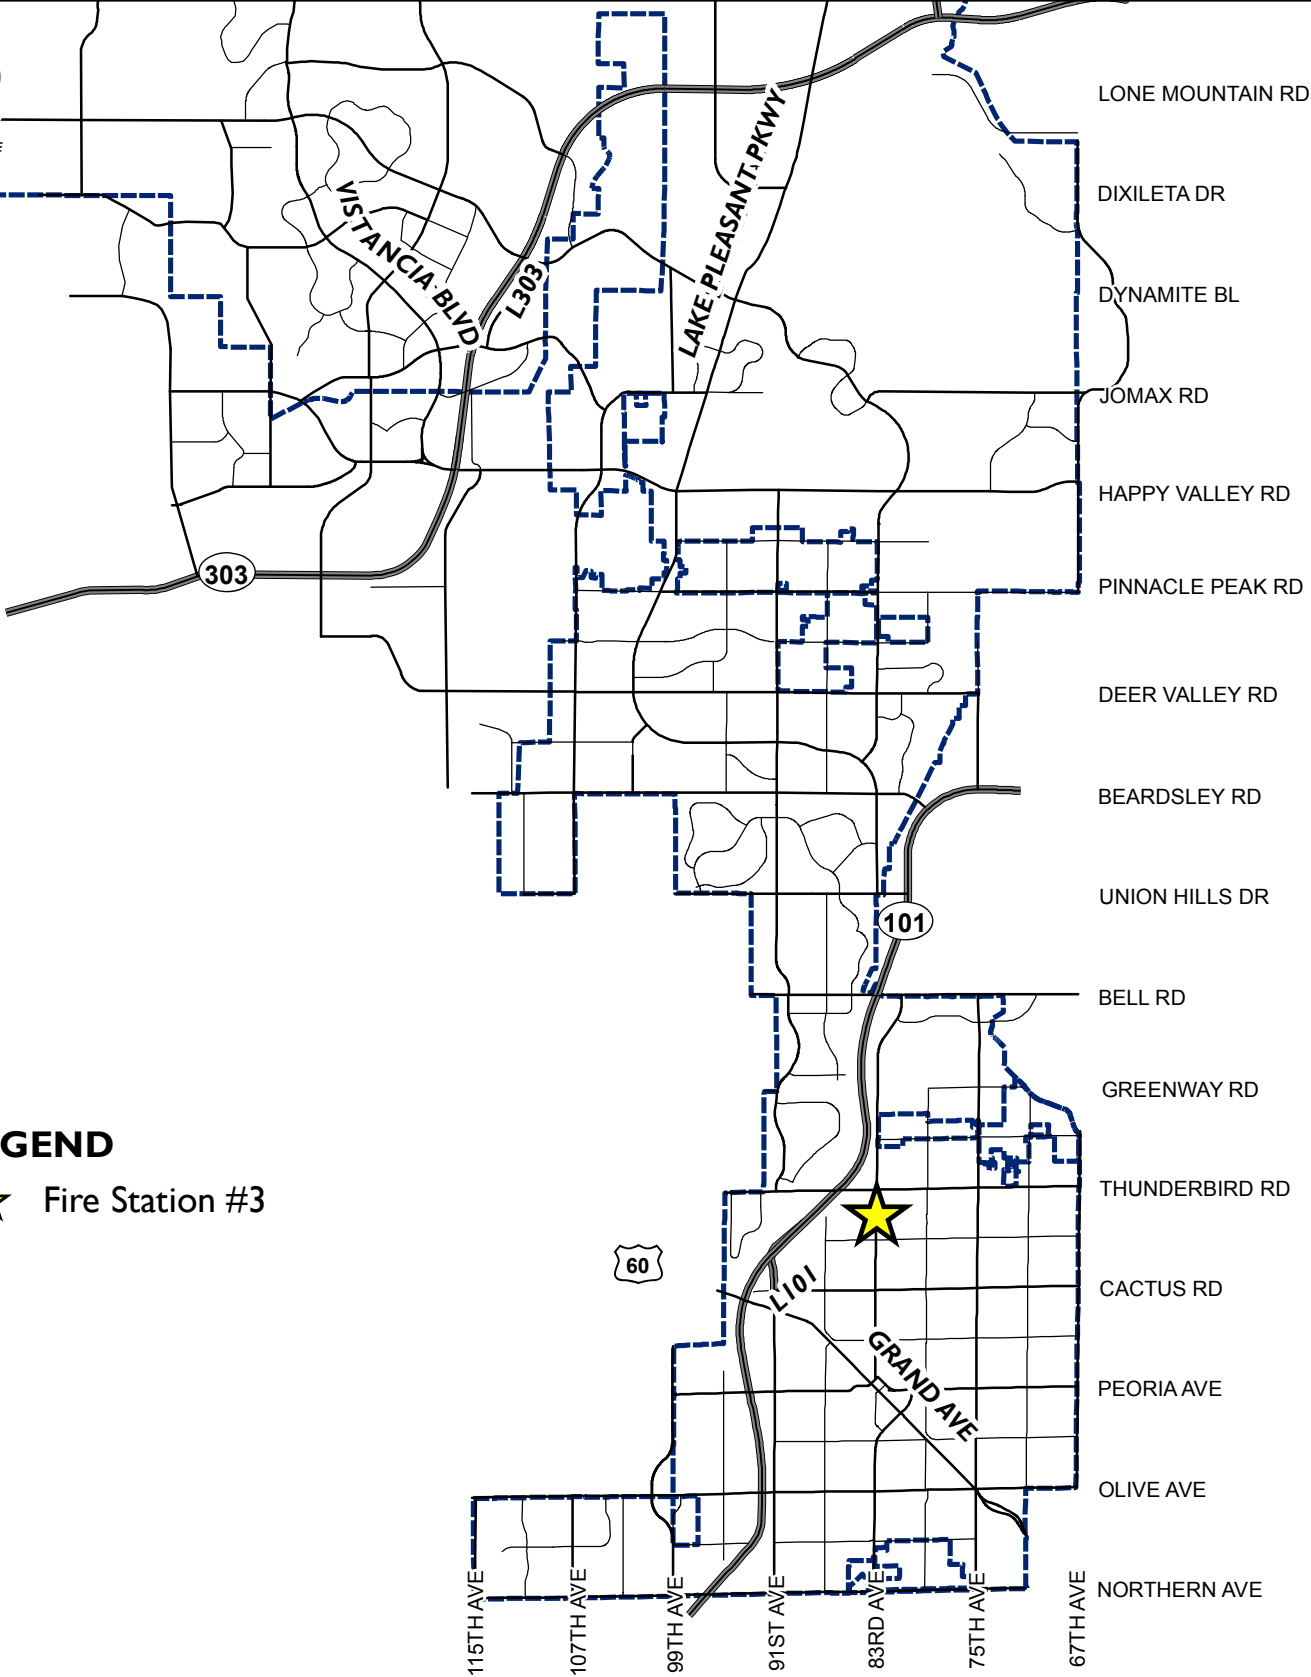 LONE MOUNTAIN RD
LAKE PLEASANT PKWY
DIXILETA DR
VISTANCIA BLVD
L303
DYNAMITE BL
JOMAX RD
HAPPY VALLEY RD
303
PINNACLE PEAK RD
DEER VALLEY RD
BEARDSLEY RD
UNION HILLS DR
101
BELL RD
GREENWAY RD
GEND
Fire Station #3
THUNDERBIRD RD
60
L101
CACTUS RD
GRAND AVE
PEORIA AVE
OLIVE AVE
NORTHERN AVE
115TH AVE
107TH AVE
99TH AVE
91ST AVE
83RD AVE
75TH AVE
67TH AVE